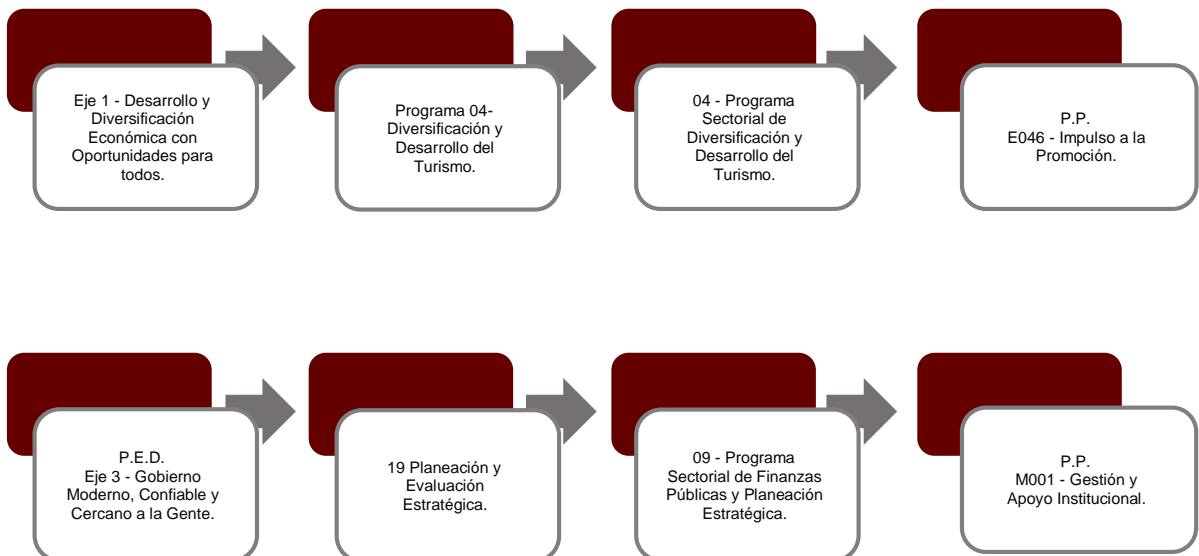 Eje 1 - Desarrollo y
Diversificación
Económica con
Oportunidades para
todos.
Programa 04-
Diversificación y
Desarrollo del
Turismo.
04 - Programa
Sectorial de
Diversificación y
Desarrollo del
Turismo.
P.P.
E046 - Impulso a la
Promoción.
P.E.D.
Eje 3 - Gobierno
Moderno, Confiable y
Cercano a la Gente.
19 Planeación y
Evaluación
Estratégica.
09 - Programa
Sectorial de Finanzas
Públicas y Planeación
Estratégica.
P.P.
M001 - Gestión y
Apoyo Institucional.